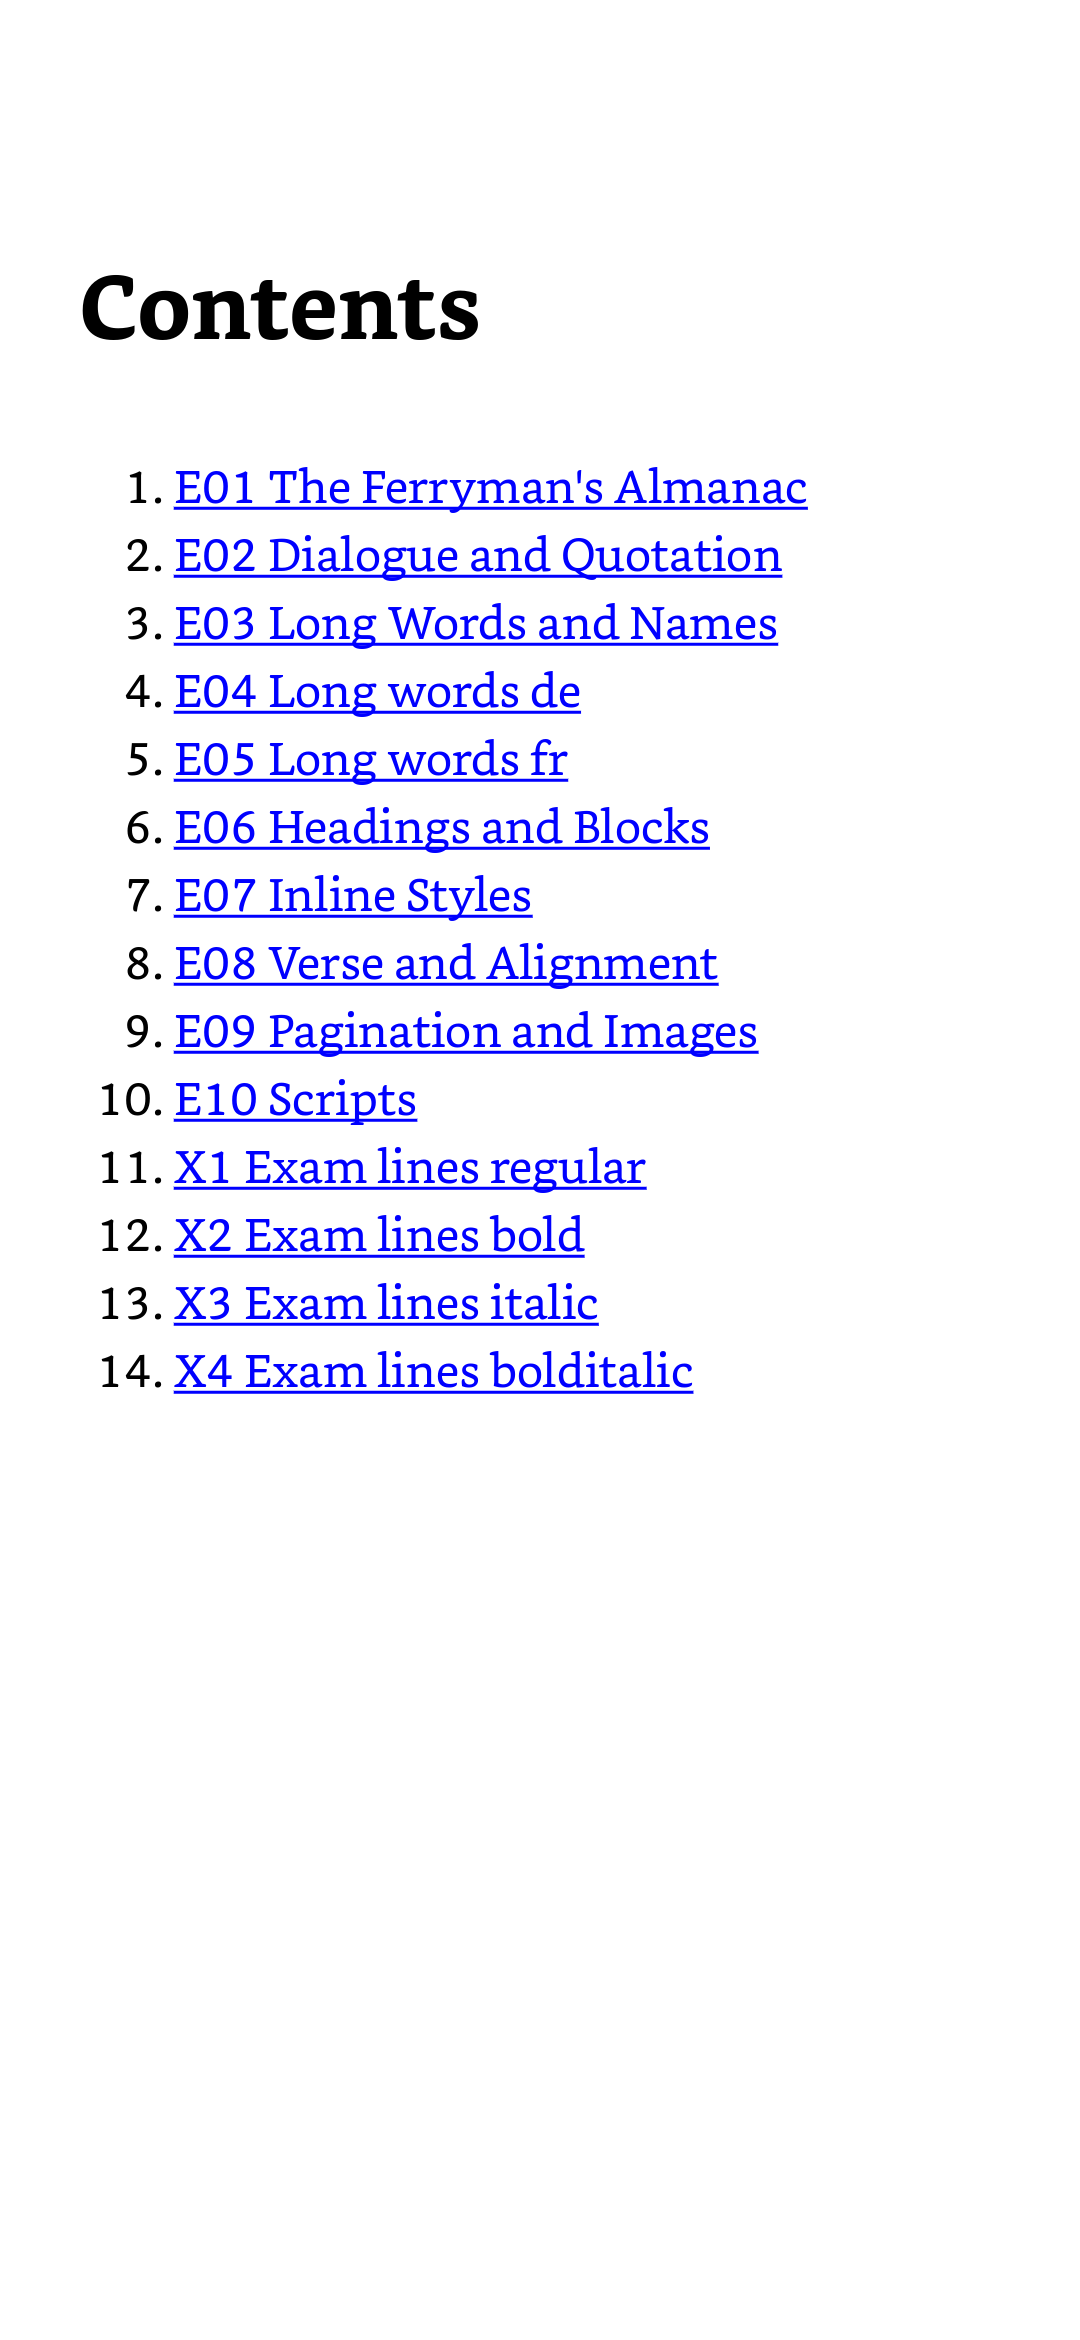 Contents
1. E01 The Ferryman's Almanac
2. E02 Dialogue and Quotation
3. E03 Long Words and Names
4. E04 Long words de
5. E05 Long words fr
6. E06 Headings and Blocks
7. E07 Inline Styles
8. E08 Verse and Alignment
9. E09 Pagination and Images
10. E10 Scripts
11. X1 Exam lines regular
12. X2 Exam lines bold
13. X3 Exam lines italic
14. X4 Exam lines bolditalic